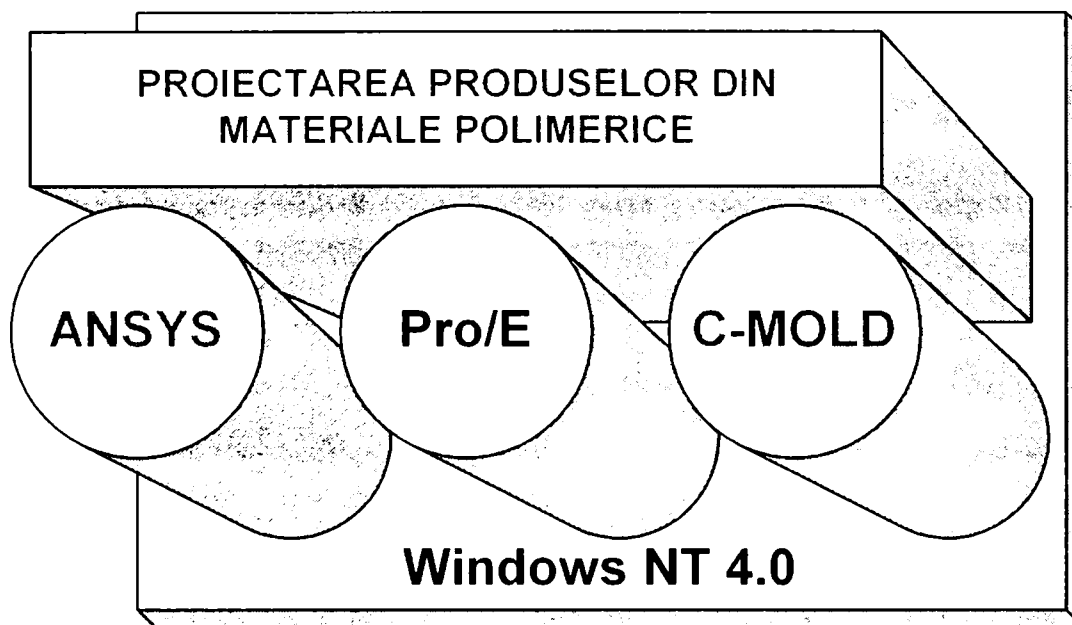 PROIECTAREA PRODUSELOR DIN
MATERIALE POLIMERICE
ANSYS
Pro/E
C-MOLD
Windows NT 4.0